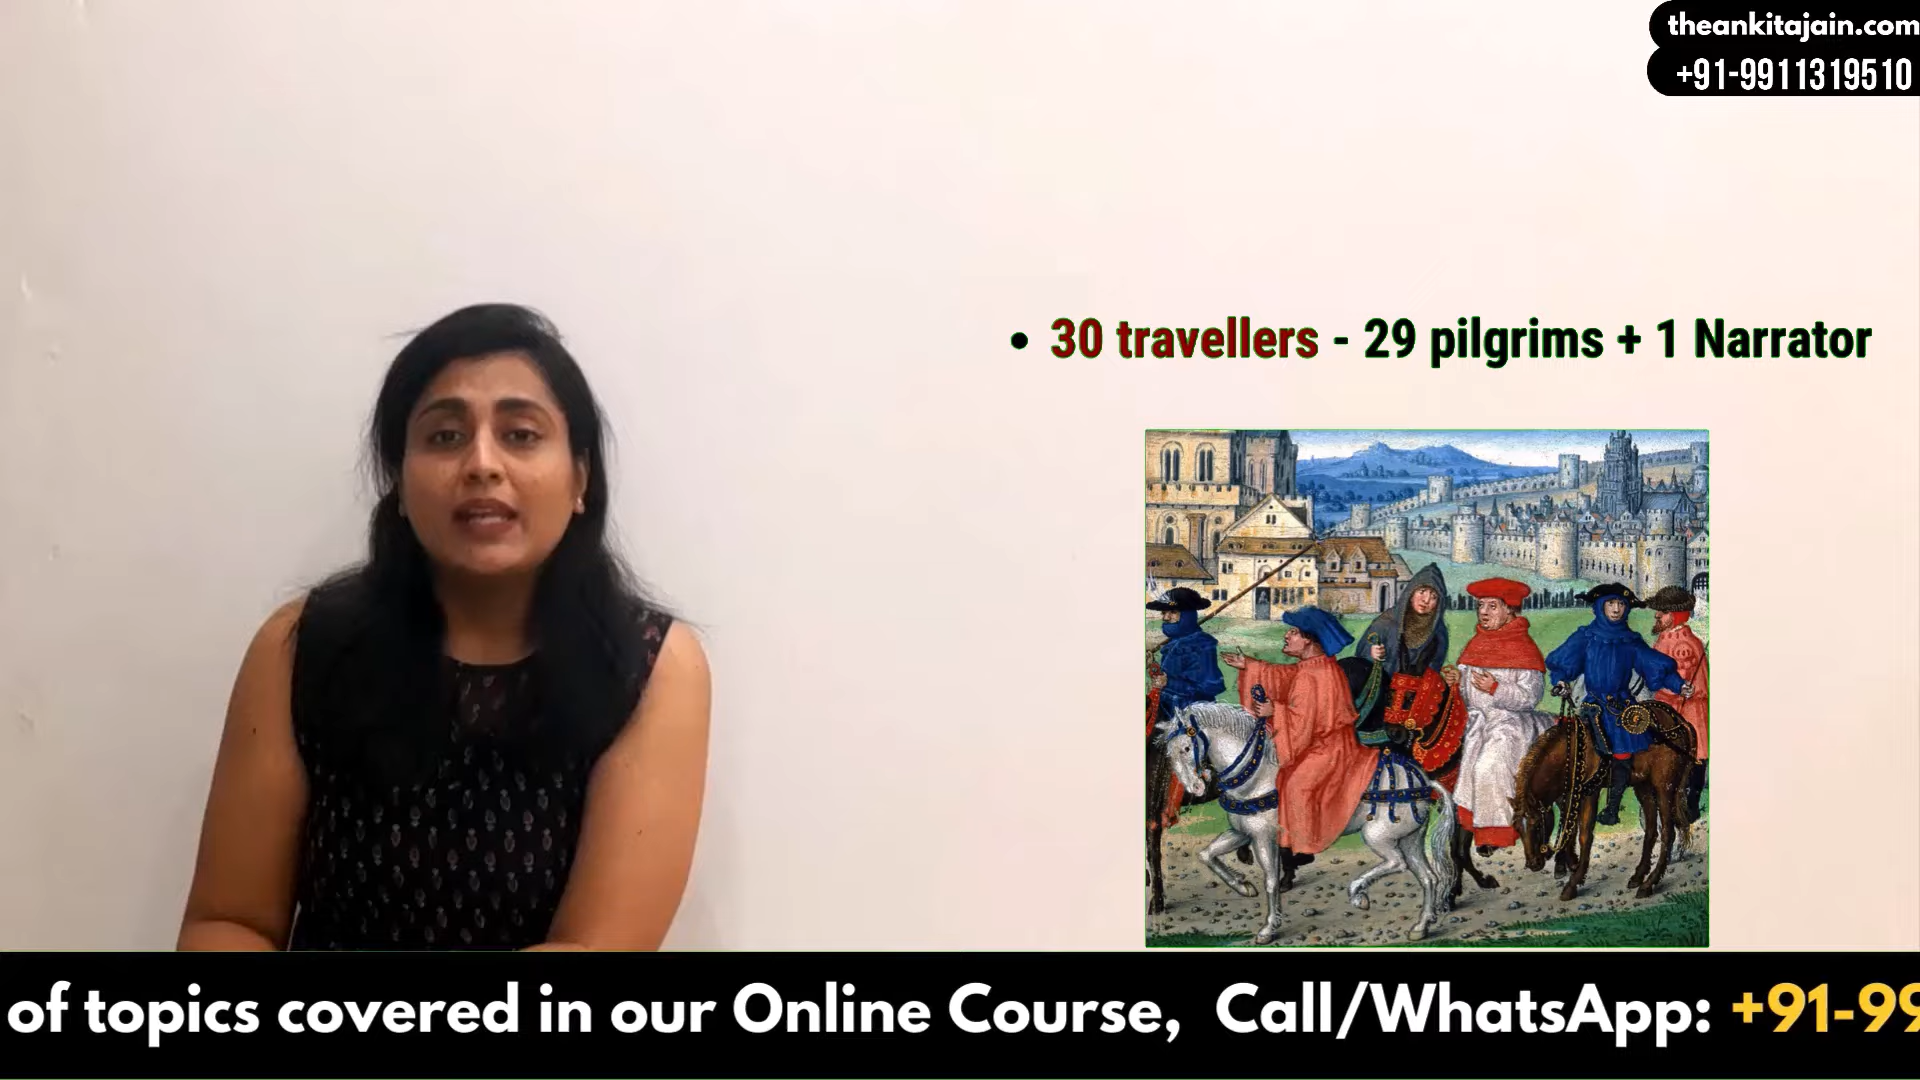 theankitajain.com
+91-9911319510
• 30 travellers - 29 pilgrims + 1 Narrator
of topics covered in our Online Course, Call/WhatsApp: +91-99